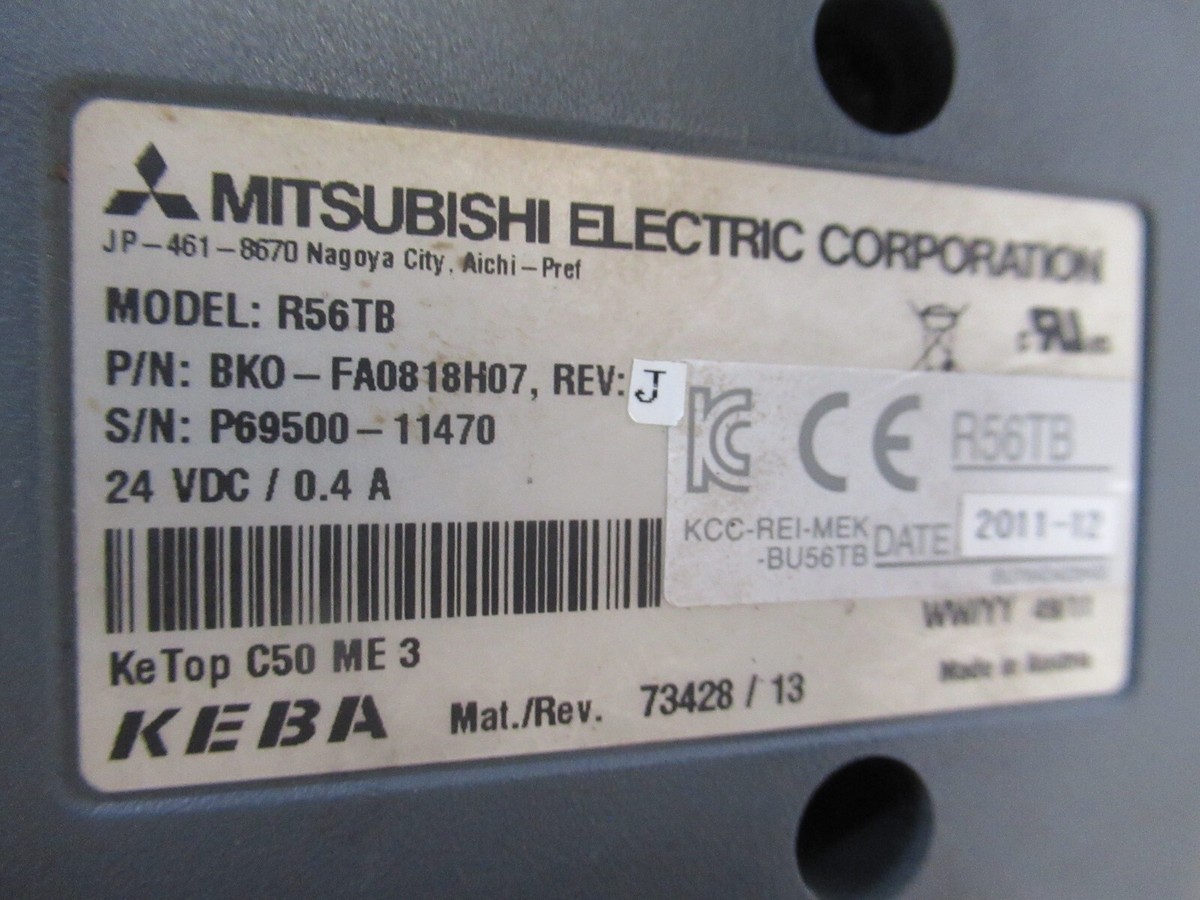 MITSUBISHI ELECTRIC CORPORATION
JP-461-8670 Nagoya City, Aichi-Pref
MODEL: R56TB
P/N: BKO-FA0818H07, REV: J
S/N: P69500-11470
24 VDC / 0.4 A
KC CE R56TB
KCC-REI-MEK
-BU56TB
DATE 2011-12
WW/YY
KeTop C50 ME 3
Made in Austria
KEBA Mat./Rev. 73428 / 13